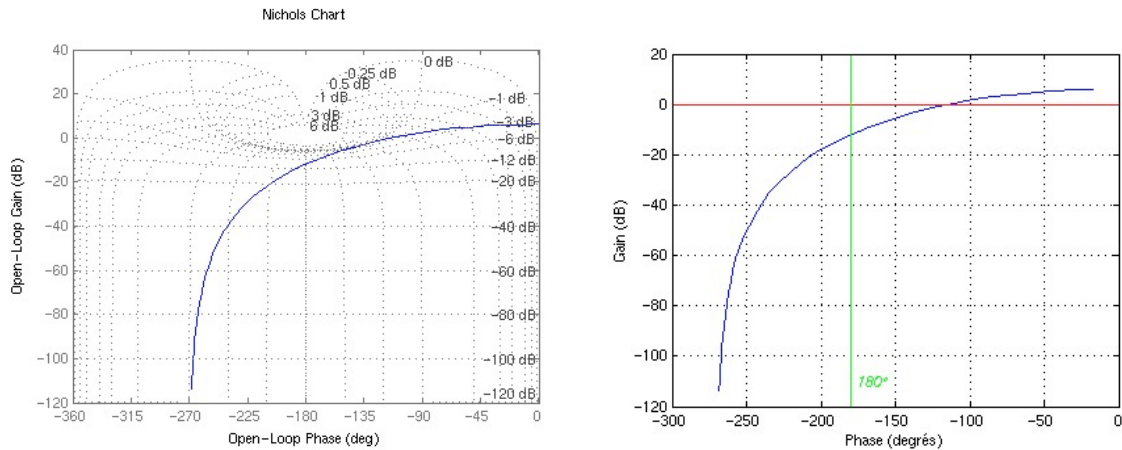 Nichols Chart
Open-Loop Gain (dB)
40
20
0
-20
-40
-60
-80
-100
-120
0 dB
0.25 dB
0.5 dB
1 dB
3 dB
6 dB
-1 dB
-3 dB
-6 dB
-12 dB
-20 dB
-40 dB
-60 dB
-80 dB
-100 dB
-120 dB
-360 -315 -270 -225 -180 -135 -90 -45 0
Open-Loop Phase (deg)
Gain (dB)
20
0
-20
-40
-60
-80
-100
-120
180°
-300 -250 -200 -150 -100 -50 0
Phase (degrés)